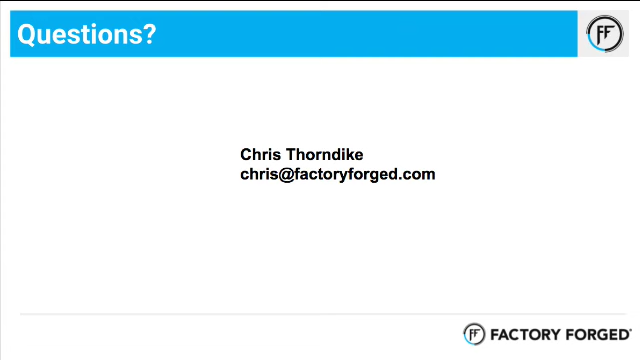 Questions?
FF
Chris Thorndike
chris@factoryforged.com
FF FACTORY FORGED